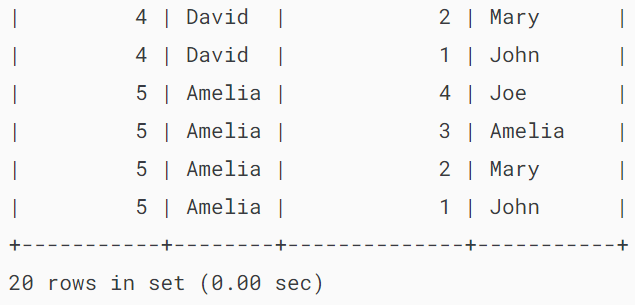 |         4 | David  |            2 | Mary      |
|         4 | David  |            1 | John      |
|         5 | Amelia |            4 | Joe       |
|         5 | Amelia |            3 | Amelia    |
|         5 | Amelia |            2 | Mary      |
|         5 | Amelia |            1 | John      |
+-----------+--------+--------------+-----------+
20 rows in set (0.00 sec)